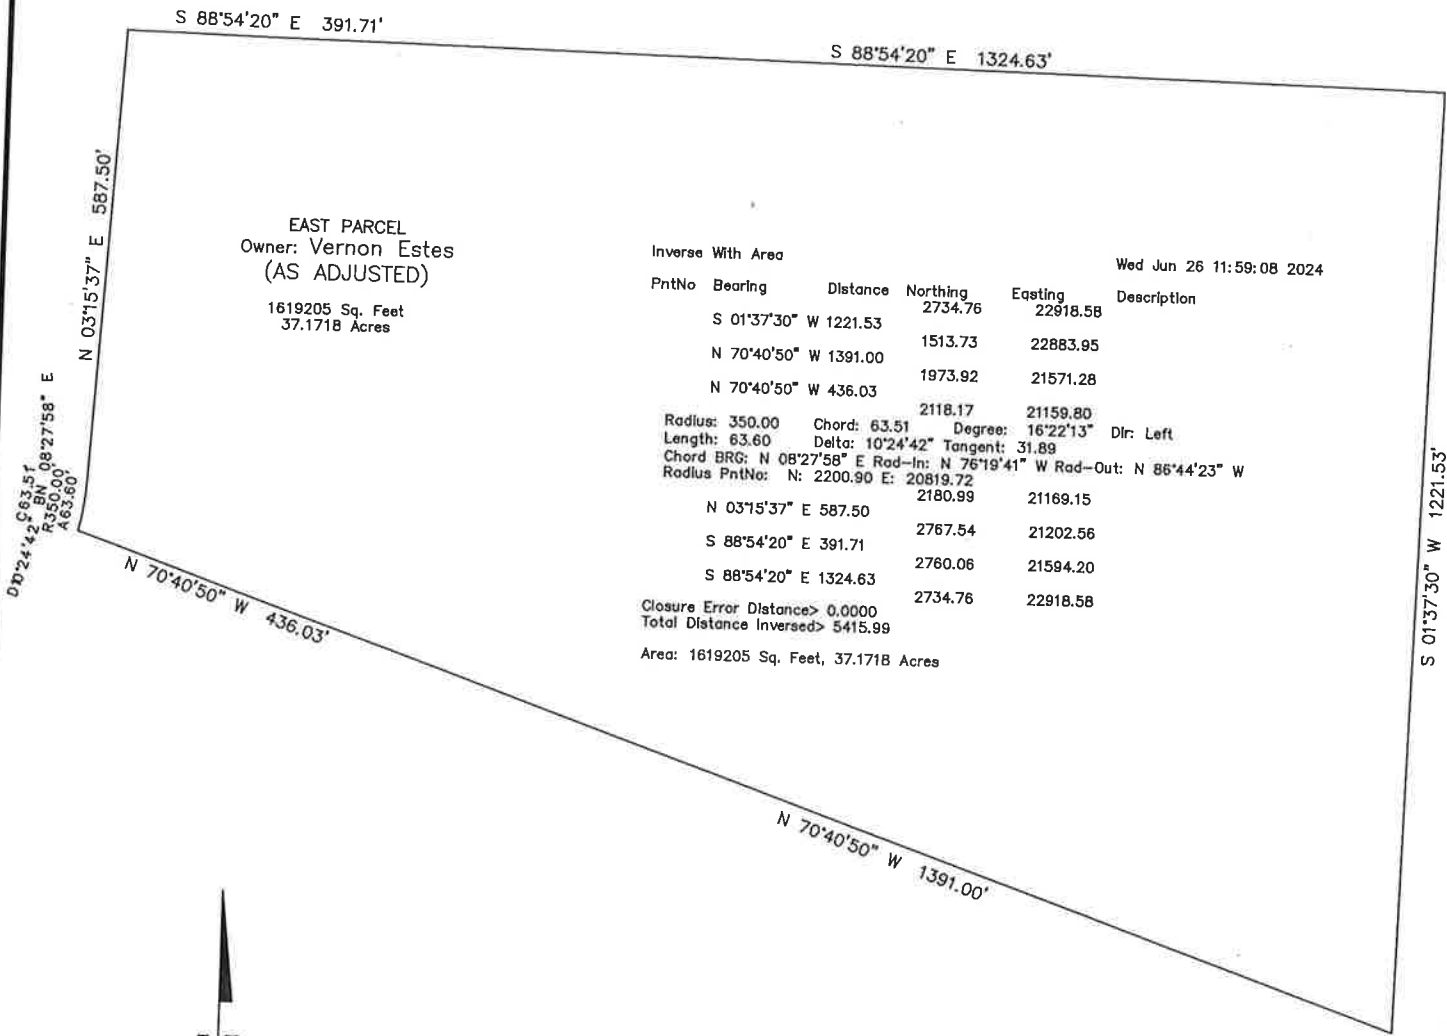 S 88°54'20" E 391.71'
S 88°54'20" E 1324.63'
N 03°15'37" E 587.50'
EAST PARCEL
Owner: Vernon Estes
(AS ADJUSTED)
1619205 Sq. Feet
37.1718 Acres
Inverse With Area
Wed Jun 26 11:59:08 2024
PntNo Bearing Distance Northing Easting Description
2734.76 22918.58
S 01°37'30" W 1221.53
1513.73 22883.95
N 70°40'50" W 1391.00
1973.92 21571.28
N 70°40'50" W 436.03
2118.17 21159.80
Radius: 350.00 Chord: 63.51 Degree: 16°22'13" Dir: Left
Length: 63.60 Delta: 10°24'42" Tangent: 31.89
Chord BRG: N 08°27'58" E Rad-In: N 76°19'41" W Rad-Out: N 86°44'23" W
Radius PntNo: N: 2200.90 E: 20819.72
2180.99 21169.15
N 03°15'37" E 587.50
2767.54 21202.56
S 88°54'20" E 391.71
2760.06 21594.20
S 88°54'20" E 1324.63
2734.76 22918.58
Closure Error Distance> 0.0000
Total Distance Inversed> 5415.99
Area: 1619205 Sq. Feet, 37.1718 Acres
S 01°37'30" W 1221.53'
C63.51
BN 08°27'58" E
D10°24'42"
R350.00
A63.60'
N 70°40'50" W 436.03'
N 70°40'50" W 1391.00'